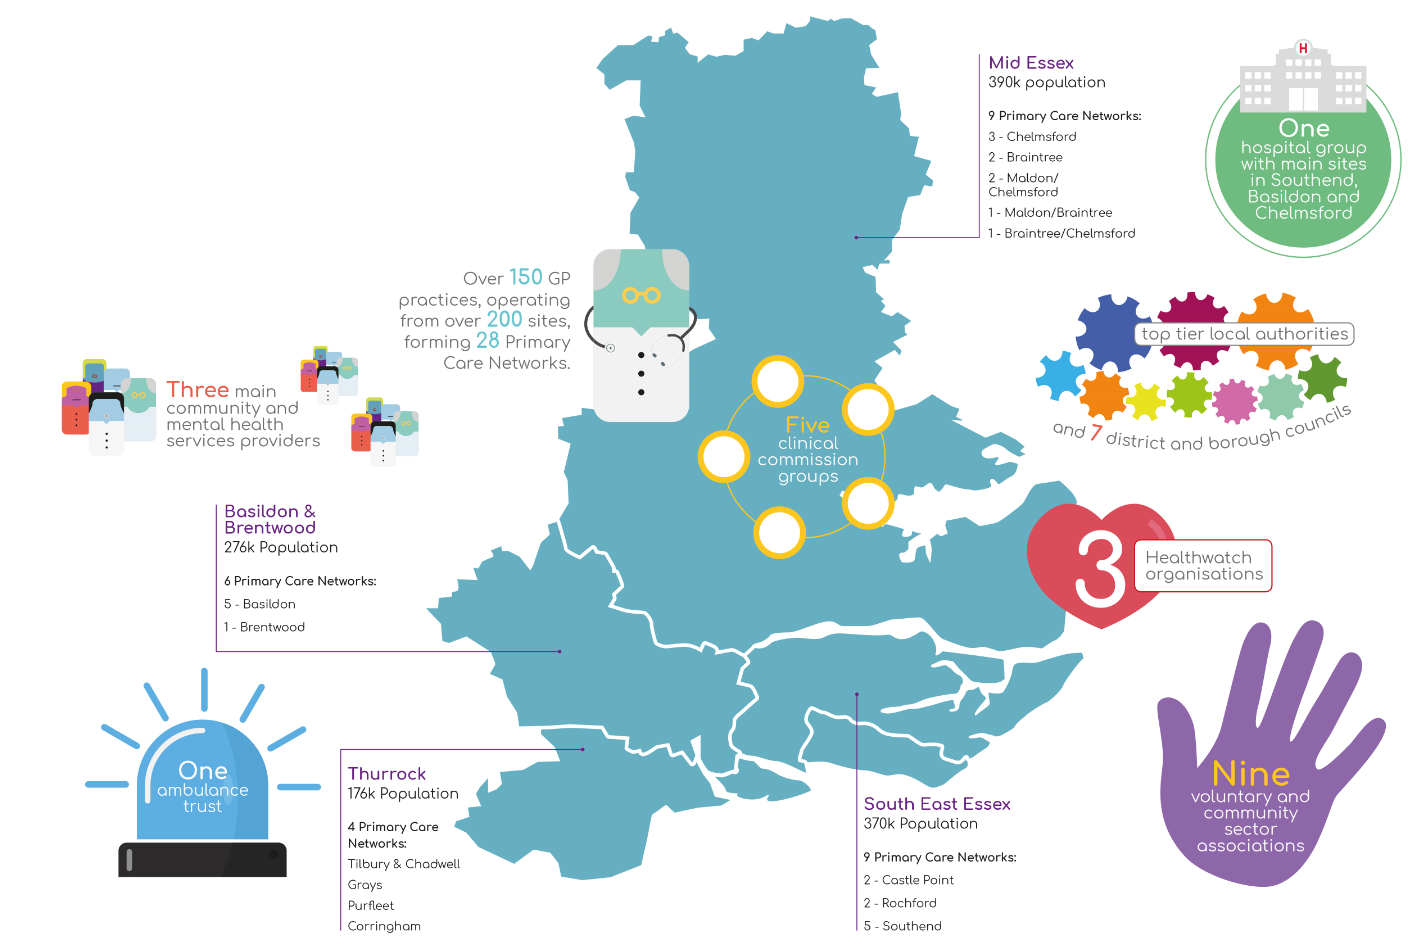 Mid Essex
390k population
9 Primary Care Networks:
3 - Chelmsford
2 - Braintree
2 - Maldon/
Chelmsford
1 - Maldon/Braintree
1 - Braintree/Chelmsford
H
One
hospital group
with main sites
in Southend,
Basildon and
Chelmsford
Over 150 GP
practices, operating
from over 200 sites,
forming 28 Primary
Care Networks.
top tier local authorities
and 7 district and borough councils
Three main
community and
mental health
services providers
Five
clinical
commission
groups
Basildon &
Brentwood
276k Population
6 Primary Care Networks:
5 - Basildon
1 - Brentwood
3
Healthwatch
organisations
One
ambulance
trust
Thurrock
176k Population
4 Primary Care
Networks:
Tilbury & Chadwell
Grays
Purfleet
Corringham
South East Essex
370k Population
9 Primary Care Networks:
2 - Castle Point
2 - Rochford
5 - Southend
Nine
voluntary and
community
sector
associations